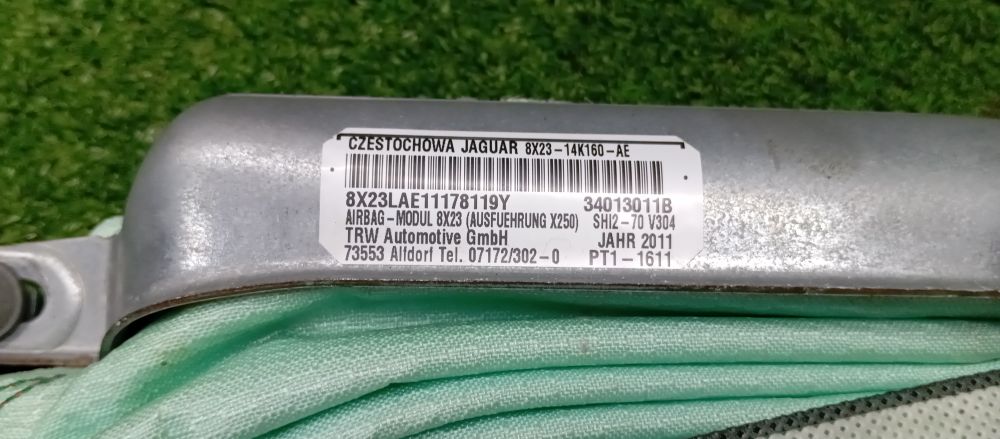 CZESTOCHOWA JAGUAR 8X23-14K160-AE
8X23LAE11178119Y 34013011B
AIRBAG-MODUL 8X23 (AUSFUEHRUNG X250) SHI2-70 V304
TRW Automotive GmbH JAHR 2011
73553 Alfdorf Tel. 07172/302-0 PT1-1611